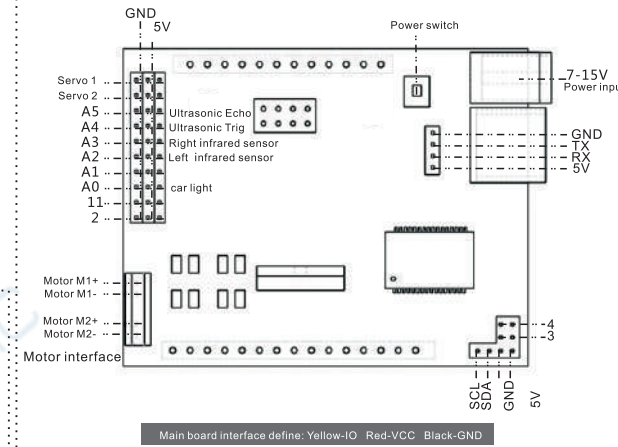 GND
5V
Power switch
Servo 1
Servo 2
A5 Ultrasonic Echo
A4 Ultrasonic Trig
A3 Right infrared sensor
A2 Left infrared sensor
A1
A0 car light
11
2
7-15V
Power input
GND
TX
RX
5V
Motor M1+
Motor M1-
Motor M2+
Motor M2-
Motor interface
4
3
SCL
SDA
GND
5V
Main board interface define: Yellow-IO Red-VCC Black-GND